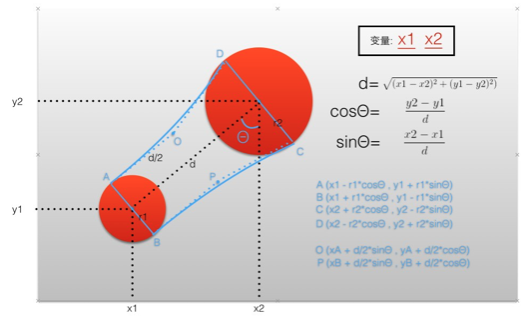 变量: x1 x2
D
y2
r2
Θ
O
C
d/2
d
P
A
y1
r1
B
x1
x2
d= √(x1 − x2)² + (y1 − y2)²
cosΘ= y2 − y1 / d
sinΘ= x2 − x1 / d
A (x1 - r1*cosΘ , y1 + r1*sinΘ)
B (x1 + r1*cosΘ , y1 - r1*sinΘ)
C (x2 + r2*cosΘ , y2 - r2*sinΘ)
D (x2 - r2*cosΘ , y2 + r2*sinΘ)
O (xA + d/2*sinΘ , yA + d/2*cosΘ)
P (xB + d/2*sinΘ , yB + d/2*cosΘ)